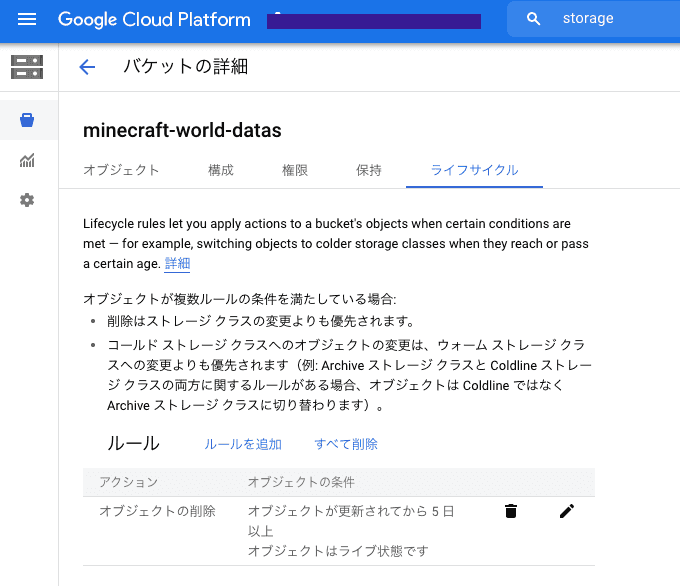 Google Cloud Platform
storage
バケットの詳細
minecraft-world-datas
オブジェクト 構成 権限 保持 ライフサイクル
Lifecycle rules let you apply actions to a bucket's objects when certain conditions are
met — for example, switching objects to colder storage classes when they reach or pass
a certain age. 詳細
オブジェクトが複数ルールの条件を満たしている場合:
• 削除はストレージ クラスの変更よりも優先されます。
• コールド ストレージ クラスへのオブジェクトの変更は、ウォーム ストレージ クラ
スへの変更よりも優先されます（例: Archive ストレージ クラスと Coldline ストレー
ジ クラスの両方に関するルールがある場合、オブジェクトは Coldline ではなく
Archive ストレージ クラスに切り替わります）。
ルール ルールを追加 すべて削除
アクション オブジェクトの条件
オブジェクトの削除 オブジェクトが更新されてから 5 日
以上
オブジェクトはライブ状態です